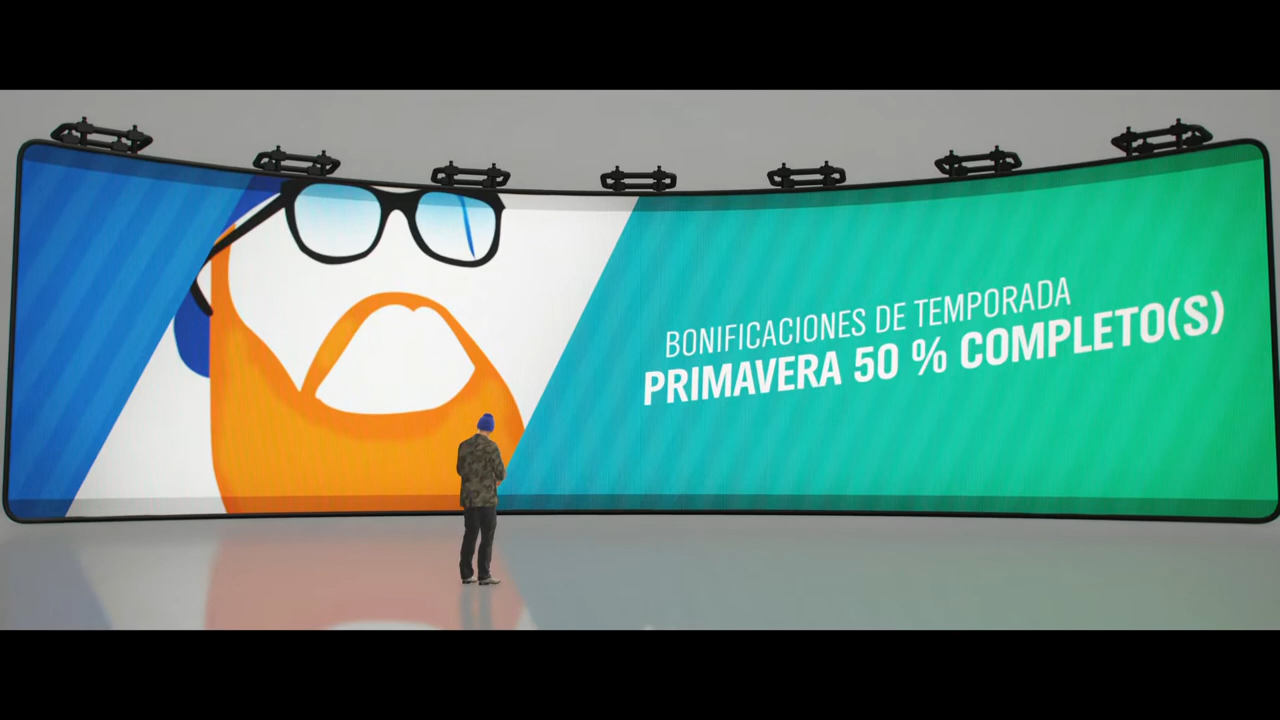 BONIFICACIONES DE TEMPORADA
PRIMAVERA 50 % COMPLETO(S)